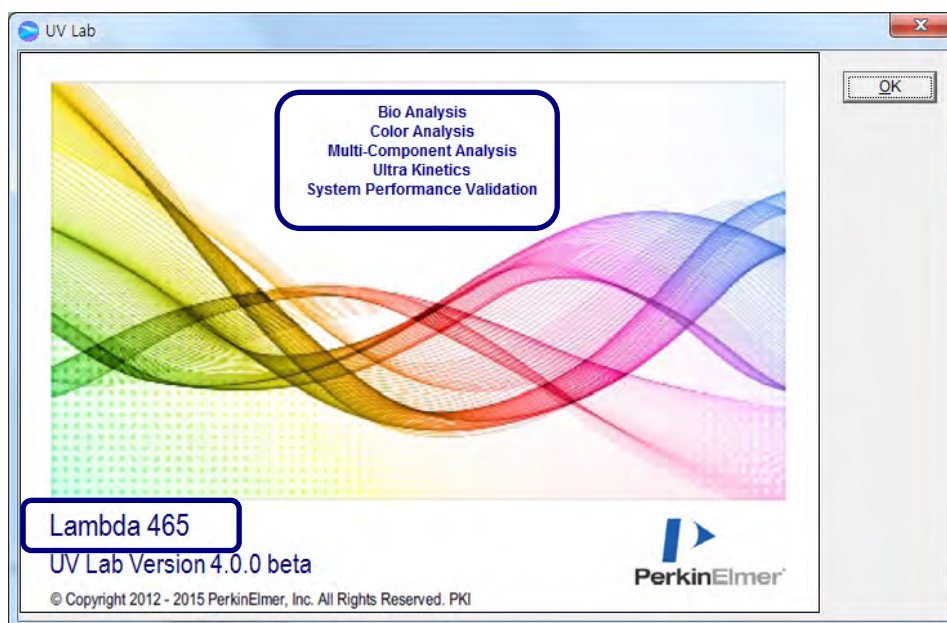 UV Lab
OK
Bio Analysis
Color Analysis
Multi-Component Analysis
Ultra Kinetics
System Performance Validation
Lambda 465
UV Lab Version 4.0.0 beta
PerkinElmer
© Copyright 2012 - 2015 PerkinElmer, Inc. All Rights Reserved. PKI